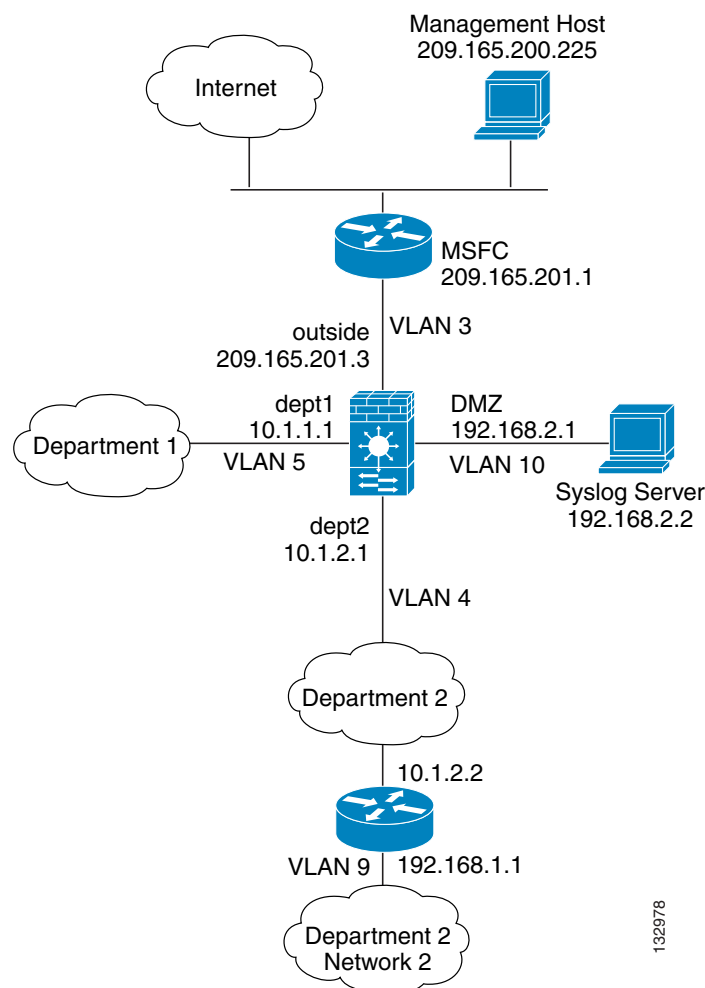 Management Host
209.165.200.225
Internet
MSFC
209.165.201.1
VLAN 3
outside
209.165.201.3
dept1
10.1.1.1
DMZ
192.168.2.1
Department 1
VLAN 5
VLAN 10
Syslog Server
192.168.2.2
dept2
10.1.2.1
VLAN 4
Department 2
10.1.2.2
VLAN 9
192.168.1.1
Department 2
Network 2
132978